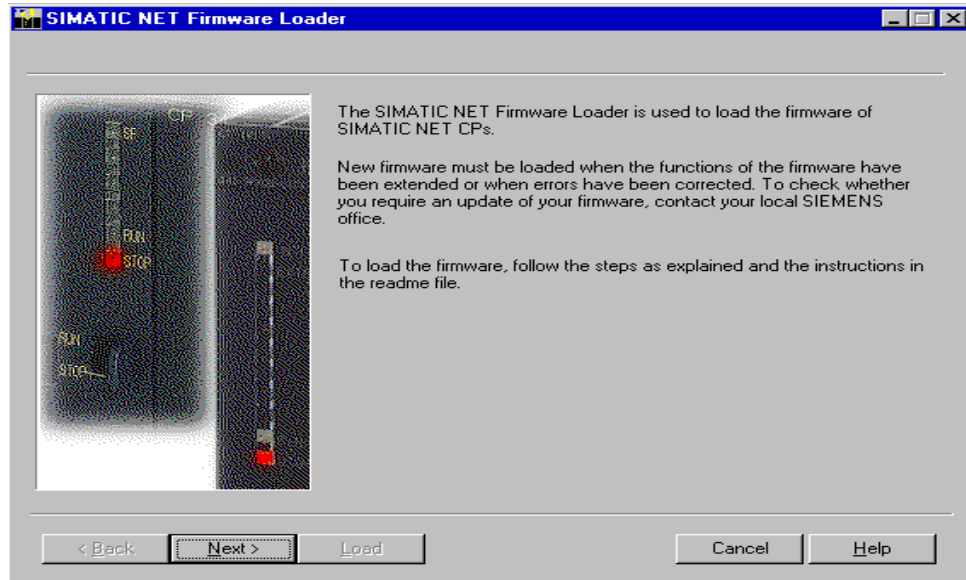 SIMATIC NET Firmware Loader
CP 3
SF
RUN
STOP
RUN
STOP
The SIMATIC NET Firmware Loader is used to load the firmware of
SIMATIC NET CPs.
New firmware must be loaded when the functions of the firmware have
been extended or when errors have been corrected. To check whether
you require an update of your firmware, contact your local SIEMENS
office.
To load the firmware, follow the steps as explained and the instructions in
the readme file.
< Back
Next >
Load
Cancel
Help